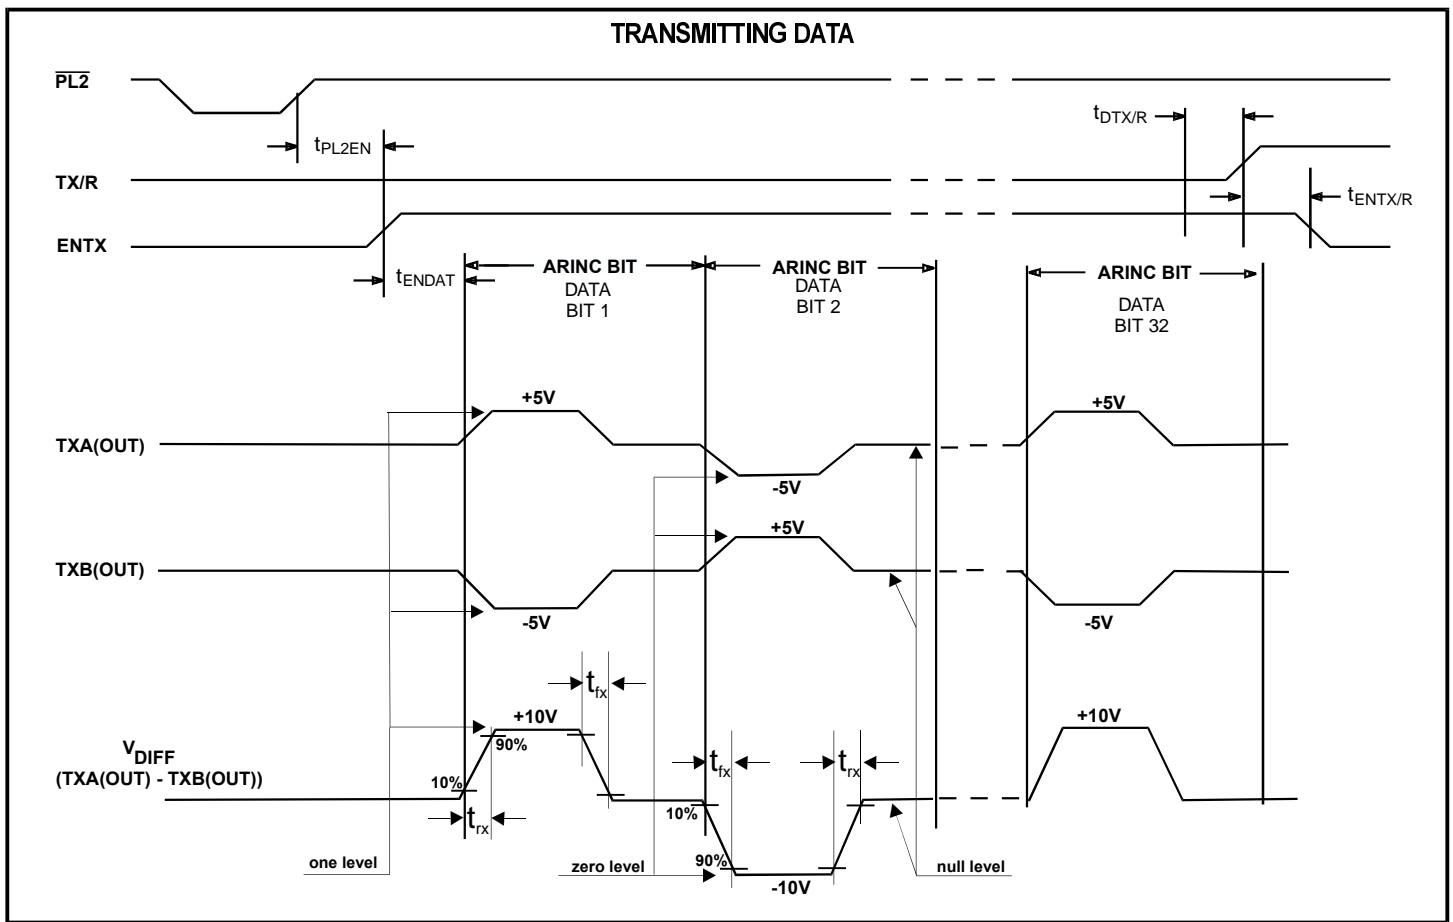 TRANSMITTING DATA
PL2
tDTX/R
tPL2EN
TX/R
tENTX/R
ENTX
ARINC BIT
DATA
BIT 1
ARINC BIT
DATA
BIT 2
ARINC BIT
DATA
BIT 32
tENDAT
+5V
+5V
TXA(OUT)
-5V
+5V
TXB(OUT)
-5V
-5V
tfx
+10V
+10V
90%
VDIFF
(TXA(OUT) - TXB(OUT))
10%
tfx
trx
trx
10%
one level
zero level
90%
null level
-10V